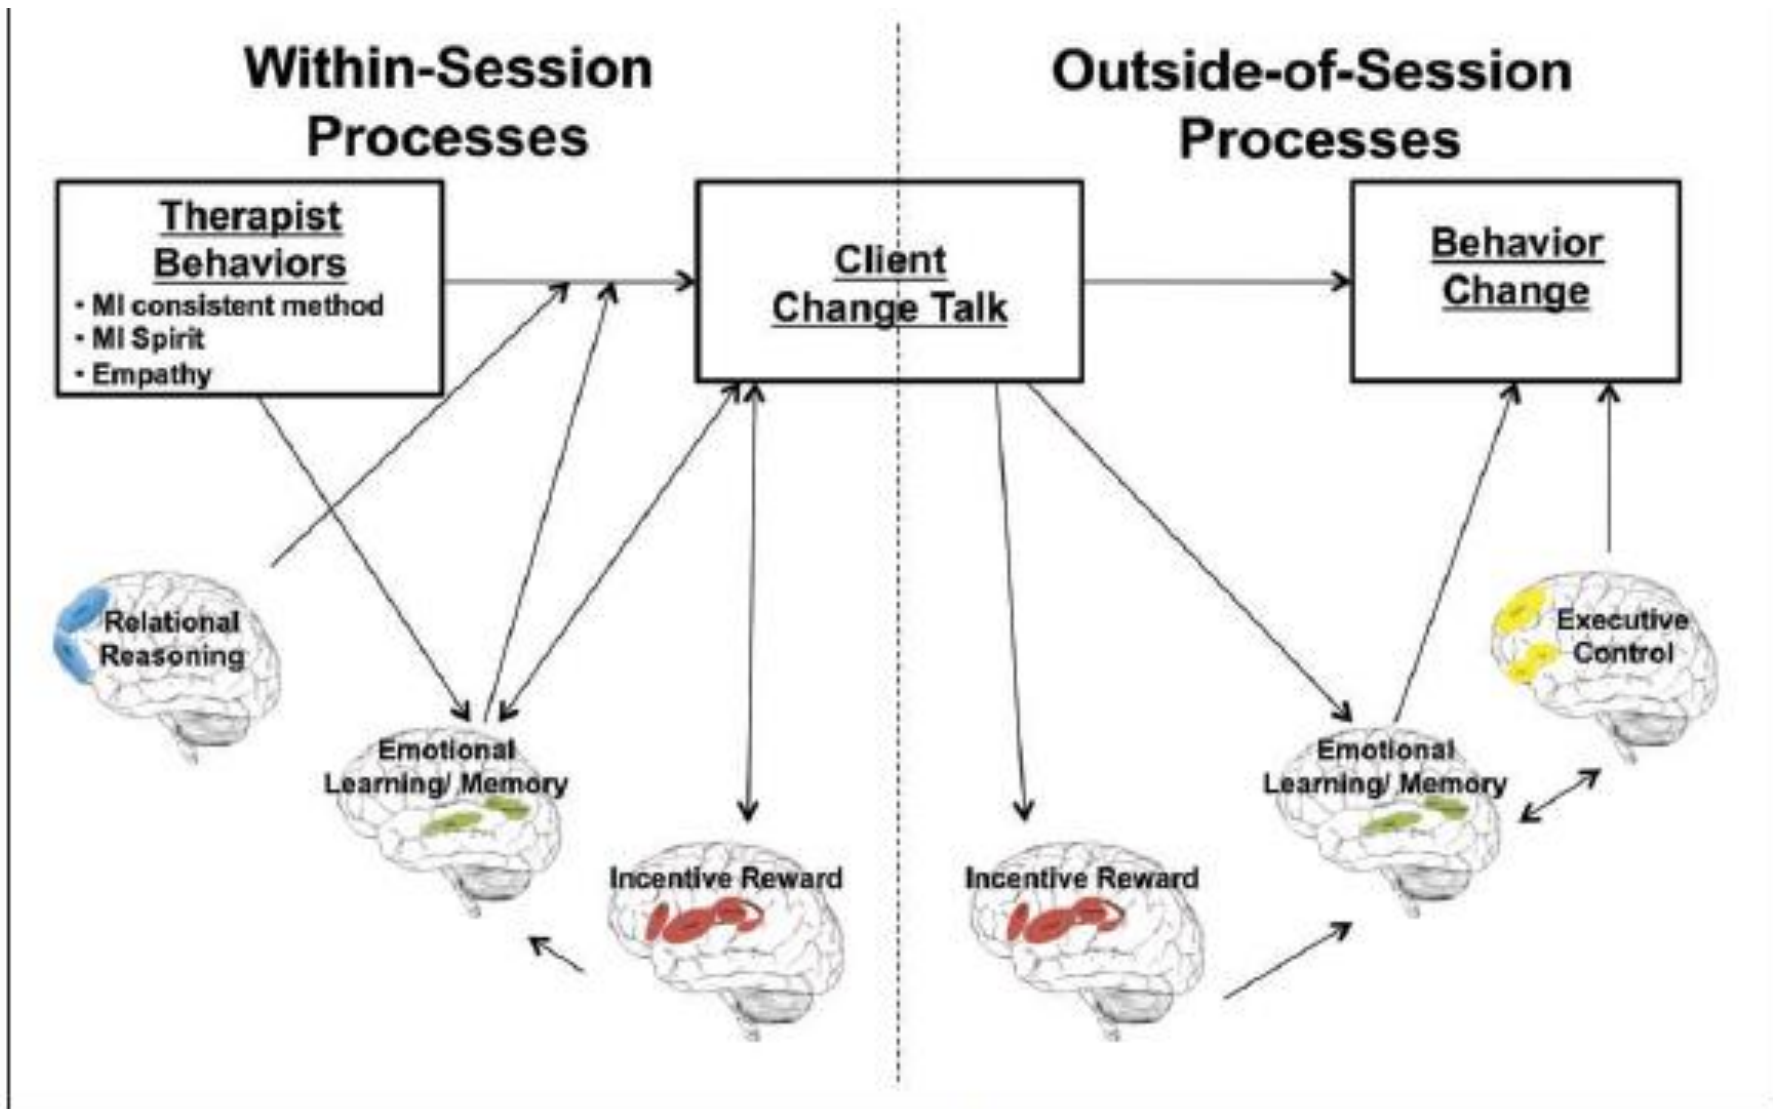 Within-Session
Processes
Outside-of-Session
Processes
Therapist
Behaviors
• MI consistent method
• MI Spirit
• Empathy
Client
Change Talk
Behavior
Change
Relational
Reasoning
Emotional
Learning/ Memory
Incentive Reward
Incentive Reward
Emotional
Learning/ Memory
Executive
Control